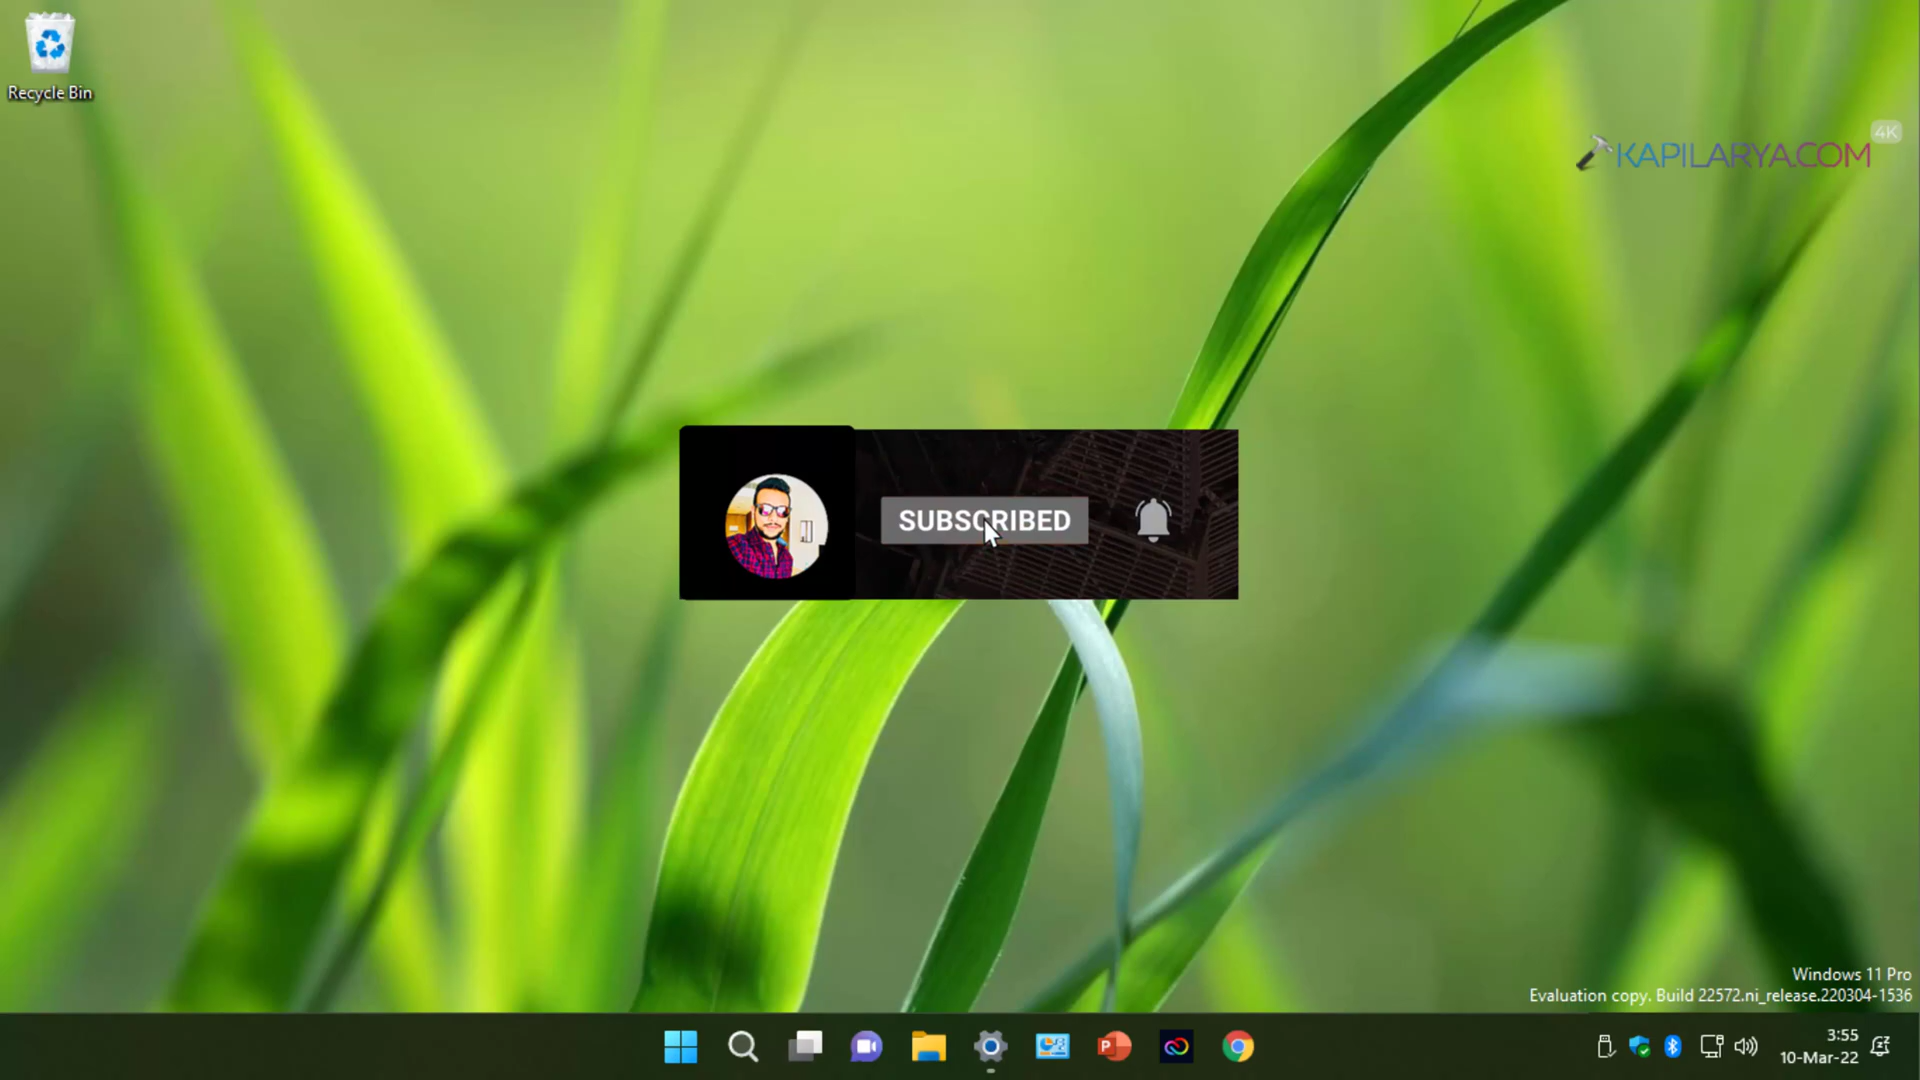 Recycle Bin
4K
KAPILARYA.COM
SUBSCRIBED
Windows 11 Pro
Evaluation copy. Build 22572.ni_release.220304-1536
P
3:55
10-Mar-22